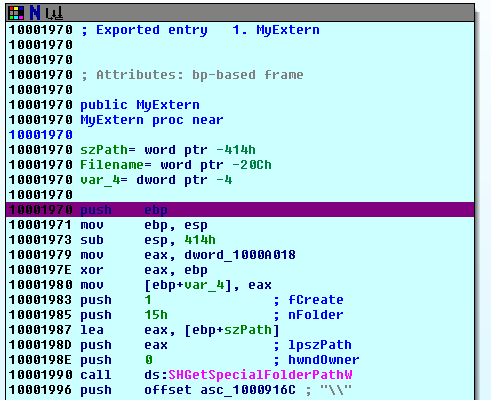 10001970 ; Exported entry   1. MyExtern
10001970
10001970
10001970 ; Attributes: bp-based frame
10001970
10001970 public MyExtern
10001970 MyExtern proc near
10001970
10001970 szPath= word ptr -414h
10001970 Filename= word ptr -20Ch
10001970 var_4= dword ptr -4
10001970
10001970 push    ebp
10001971 mov     ebp, esp
10001973 sub     esp, 414h
10001979 mov     eax, dword_1000A018
1000197E xor     eax, ebp
10001980 mov     [ebp+var_4], eax
10001983 push    1               ; fCreate
10001985 push    15h             ; nFolder
10001987 lea     eax, [ebp+szPath]
1000198D push    eax             ; lpszPath
1000198E push    0               ; hwndOwner
10001990 call    ds:SHGetSpecialFolderPathW
10001996 push    offset asc_1000916C ; "\\"